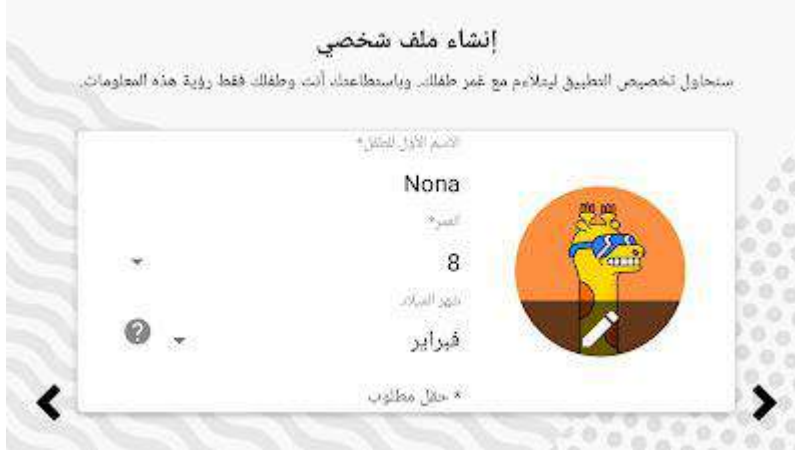 إنشاء ملف شخصي
سنحاول تخصيص التطبيق ليتلاءم مع عُمر طفلك. وباستطاعتك أنت وطفلك فقط رؤية هذه المعلومات.
الاسم الأول للطفل*
Nona
العمر*
8
شهر الميلاد
فبراير
* حقل مطلوب